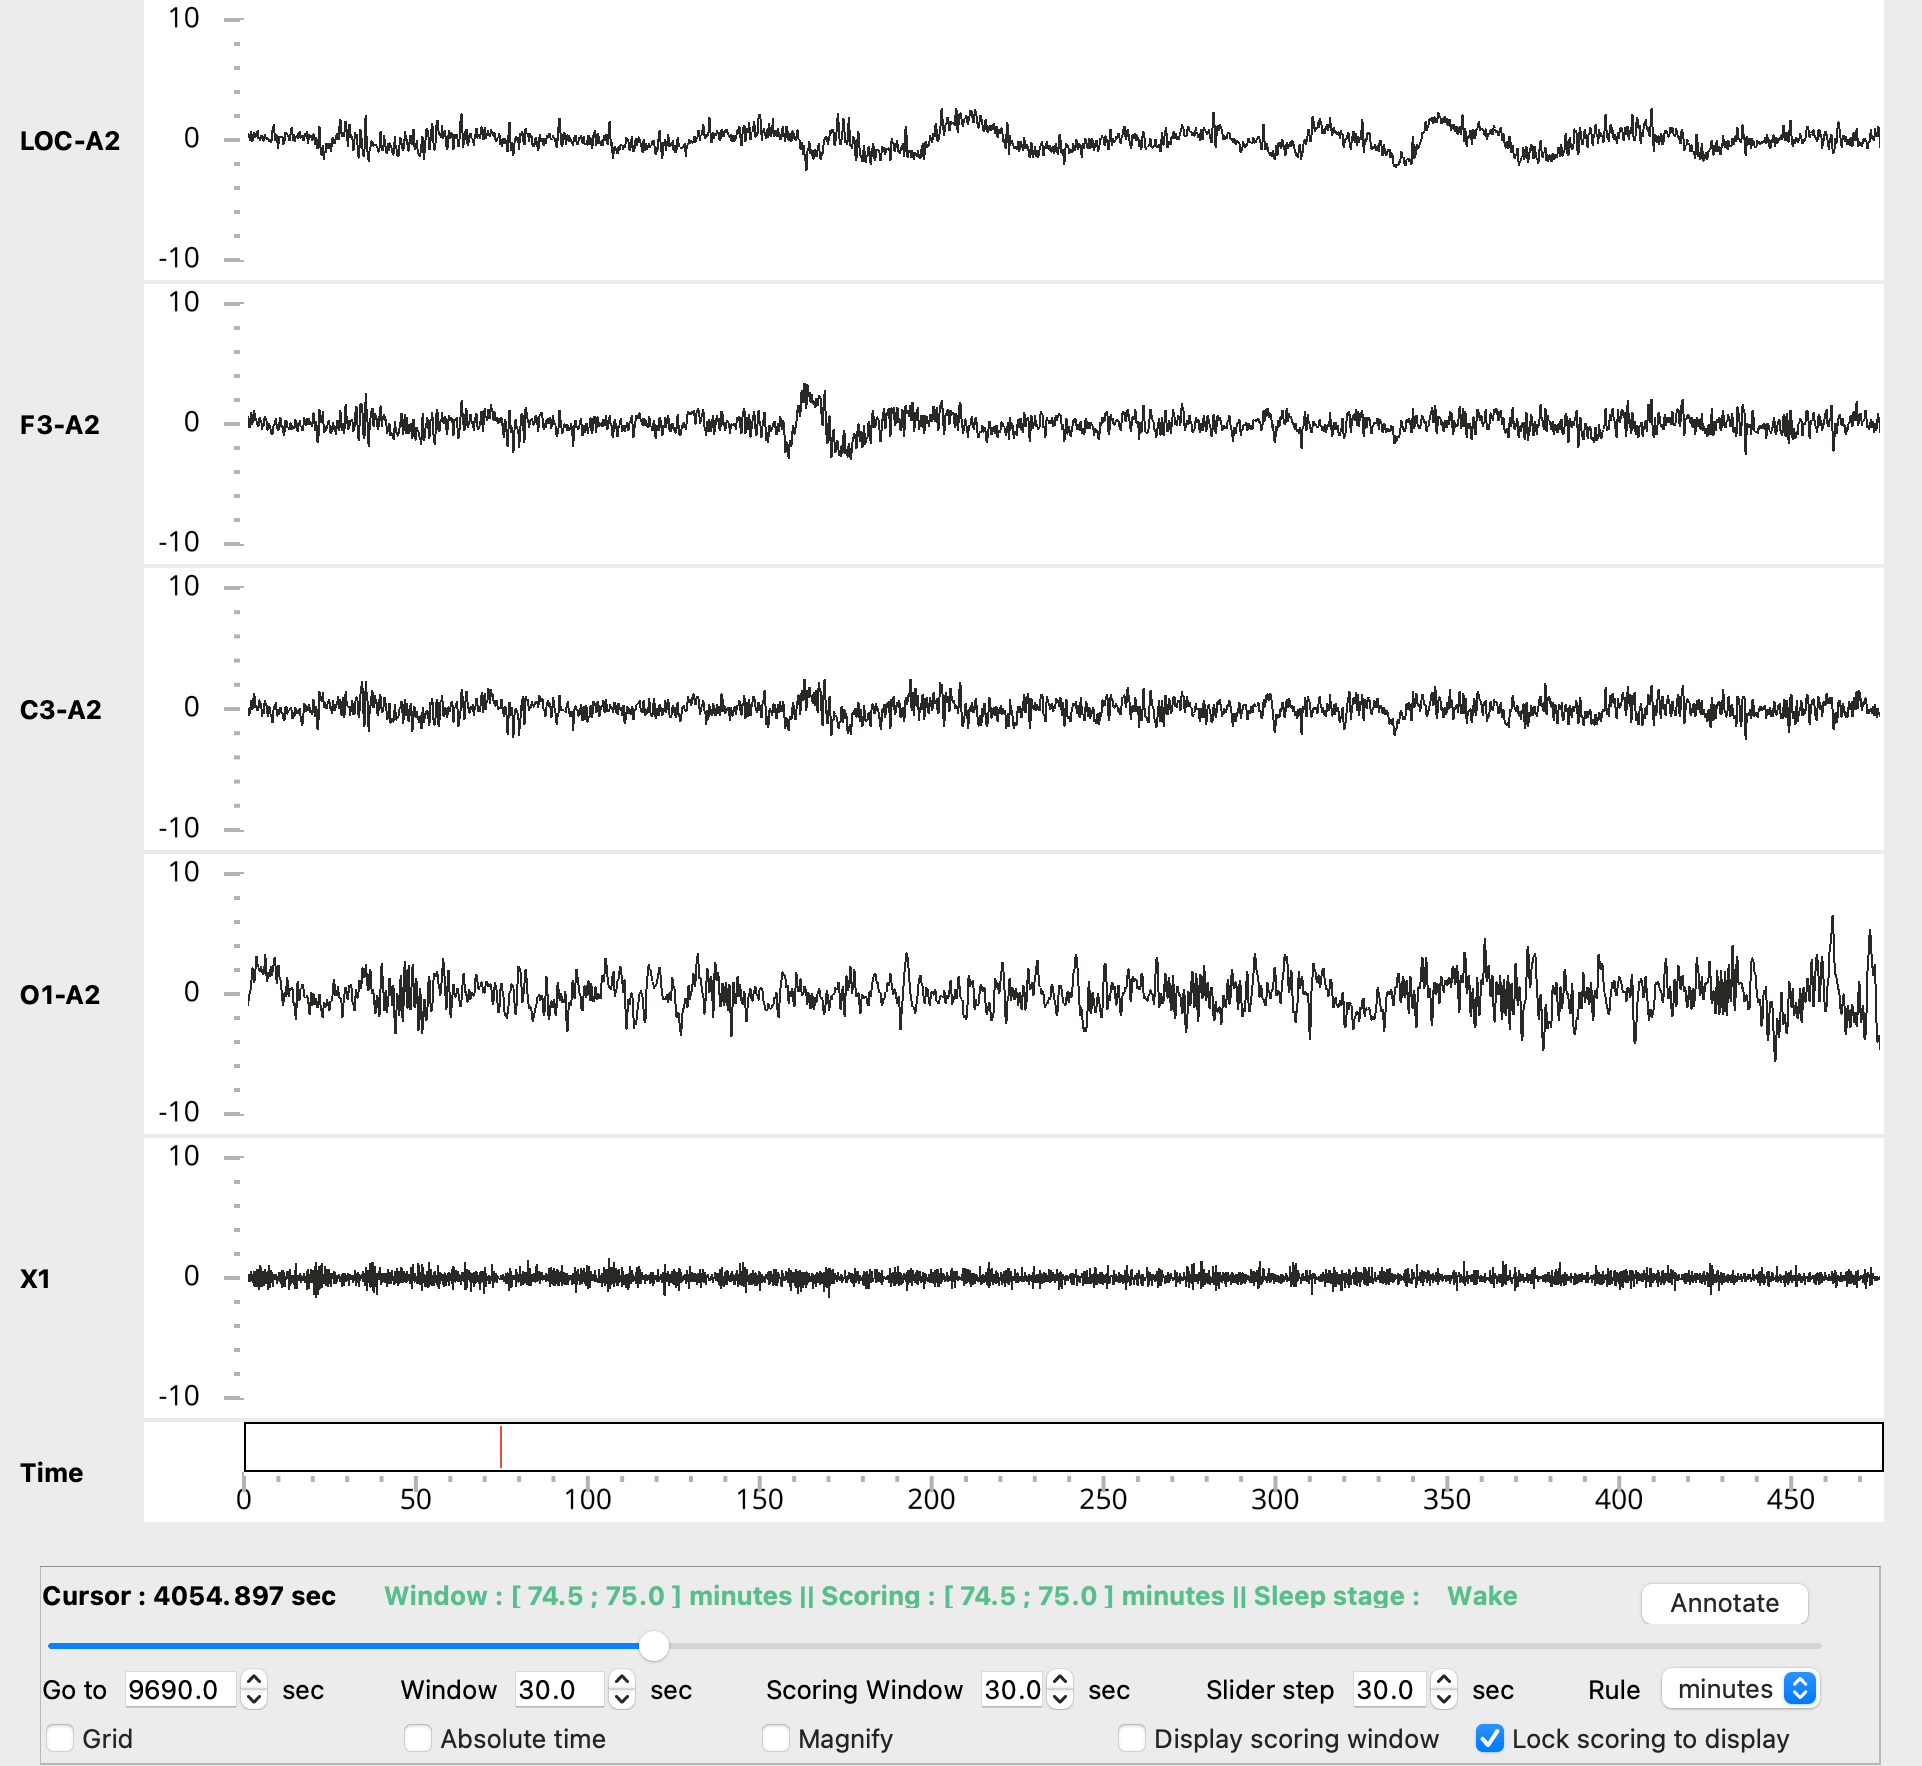 10
LOC-A2
0
-10
10
F3-A2
0
-10
10
C3-A2
0
-10
10
O1-A2
0
-10
10
X1
0
-10
Time
0 50 100 150 200 250 300 350 400 450
Cursor : 4054.897 sec Window : [ 74.5 ; 75.0 ] minutes || Scoring : [ 74.5 ; 75.0 ] minutes || Sleep stage : Wake Annotate
Go to 9690.0 sec Window 30.0 sec Scoring Window 30.0 sec Slider step 30.0 sec Rule minutes
Grid Absolute time Magnify Display scoring window Lock scoring to display